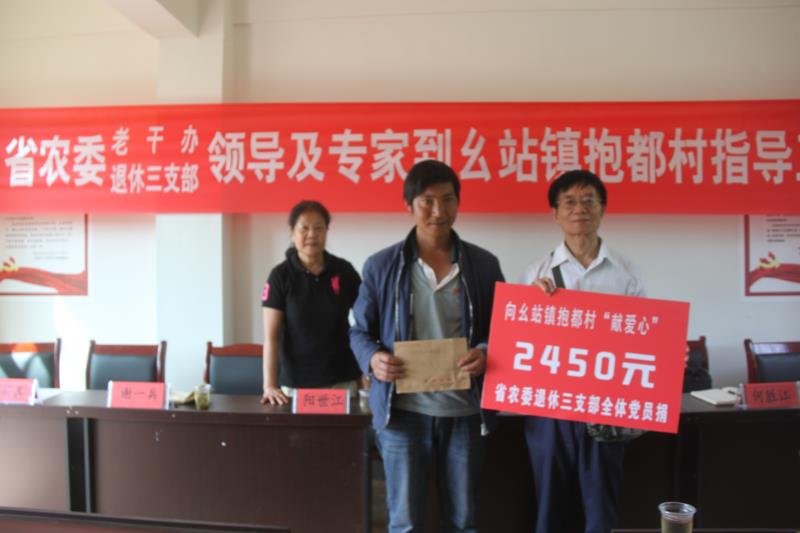 省农委 老干办 退休三支部 领导及专家到幺站镇抱都村指导
向幺站镇抱都村“献爱心”
2450元
省农委退休三支部全体党员捐
谢一兵
阳世江
何胜江